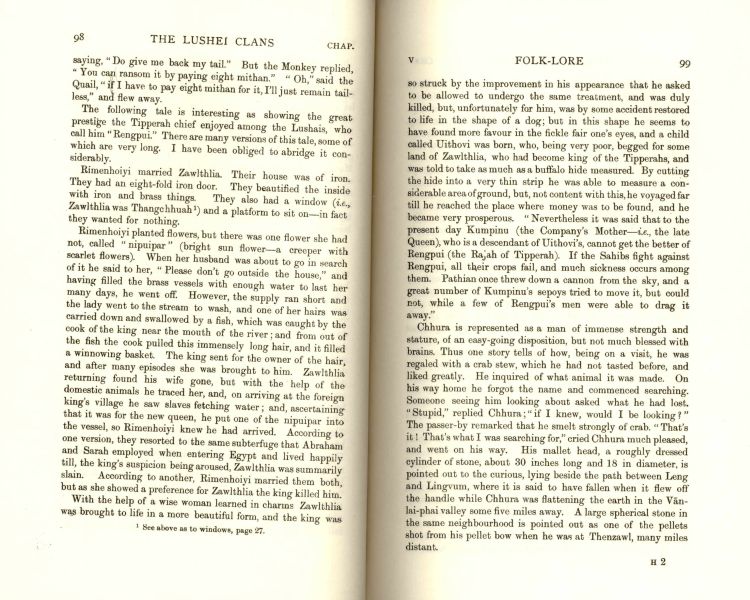 98 THE LUSHEI CLANS CHAP.
saying, "Do give me back my tail." But the Monkey replied,
"You can ransom it by paying eight mithan." "Oh," said the
Quail, "if I have to pay eight mithan for it, I'll just remain tail-
less," and flew away.
The following tale is interesting as showing the great
prestige the Tipperah chief enjoyed among the Lushais, who
call him "Rengpui." There are many versions of this tale, some of
which are very long. I have been obliged to abridge it con-
siderably.
Rimenhoiyi married Zawlthlia. Their house was of iron.
They had an eight-fold iron door. They beautified the inside
with iron and brass things. They also had a window (i.e.,
Zawlthlia was Thangchhuah¹) and a platform to sit on—in fact
they wanted for nothing.
Rimenhoiyi planted flowers, but there was one flower she had
not, called "nipuipar" (bright sun flower—a creeper with
scarlet flowers). When her husband was about to go in search
of it he said to her, "Please don't go outside the house," and
having filled the brass vessels with enough water to last her
many days, he went off. However, the supply ran short and
the lady went to the stream to wash, and one of her hairs was
carried down and swallowed by a fish, which was caught by the
cook of the king near the mouth of the river; and from out of
the fish the cook pulled this immensely long hair, and it filled
a winnowing basket. The king sent for the owner of the hair,
and after many episodes she was brought to him. Zawlthlia
returning found his wife gone, but with the help of the
domestic animals he traced her, and, on arriving at the foreign
king's village he saw slaves fetching water; and, ascertaining
that it was for the new queen, he put one of the nipuipar into
the vessel, so Rimenhoiyi knew he had arrived. According to
one version, they resorted to the same subterfuge that Abraham
and Sarah employed when entering Egypt and lived happily
till, the king's suspicion being aroused, Zawlthlia was summarily
slain. According to another, Rimenhoiyi married them both,
but as she showed a preference for Zawlthlia the king killed him.
With the help of a wise woman learned in charms Zawlthlia
was brought to life in a more beautiful form, and the king was
¹ See above as to windows, page 27.
V FOLK-LORE 99
so struck by the improvement in his appearance that he asked
to be allowed to undergo the same treatment, and was duly
killed, but, unfortunately for him, was by some accident restored
to life in the shape of a dog; but in this shape he seems to
have found more favour in the fickle fair one's eyes, and a child
called Uithovi was born, who, being very poor, begged for some
land of Zawlthlia, who had become king of the Tipperahs, and
was told to take as much as a buffalo hide measured. By cutting
the hide into a very thin strip he was able to measure a con-
siderable area of ground, but, not content with this, he voyaged far
till he reached the place where money was to be found, and he
became very prosperous. "Nevertheless it was said that to the
present day Kumpinu (the Company's Mother—i.e., the late
Queen), who is a descendant of Uithovi's, cannot get the better of
Rengpui (the Rajah of Tipperah). If the Sahibs fight against
Rengpui, all their crops fail, and much sickness occurs among
them. Pathian once threw down a cannon from the sky, and a
great number of Kumpinu's sepoys tried to move it, but could
not, while a few of Rengpui's men were able to drag it
away."
Chhura is represented as a man of immense strength and
stature, of an easy-going disposition, but not much blessed with
brains. Thus one story tells of how, being on a visit, he was
regaled with a crab stew, which he had not tasted before, and
liked greatly. He inquired of what animal it was made. On
his way home he forgot the name and commenced searching.
Someone seeing him looking about asked what he had lost.
"Stupid," replied Chhura; "if I knew, would I be looking?"
The passer-by remarked that he smelt strongly of crab. "That's
it! That's what I was searching for," cried Chhura much pleased,
and went on his way. His mallet head, a roughly dressed
cylinder of stone, about 30 inches long and 18 in diameter, is
pointed out to the curious, lying beside the path between Leng
and Lingvum, where it is said to have fallen when it flew off
the handle while Chhura was flattening the earth in the Vān-
lai-phai valley some five miles away. A large spherical stone in
the same neighbourhood is pointed out as one of the pellets
shot from his pellet bow when he was at Thenzawl, many miles
distant.
H 2